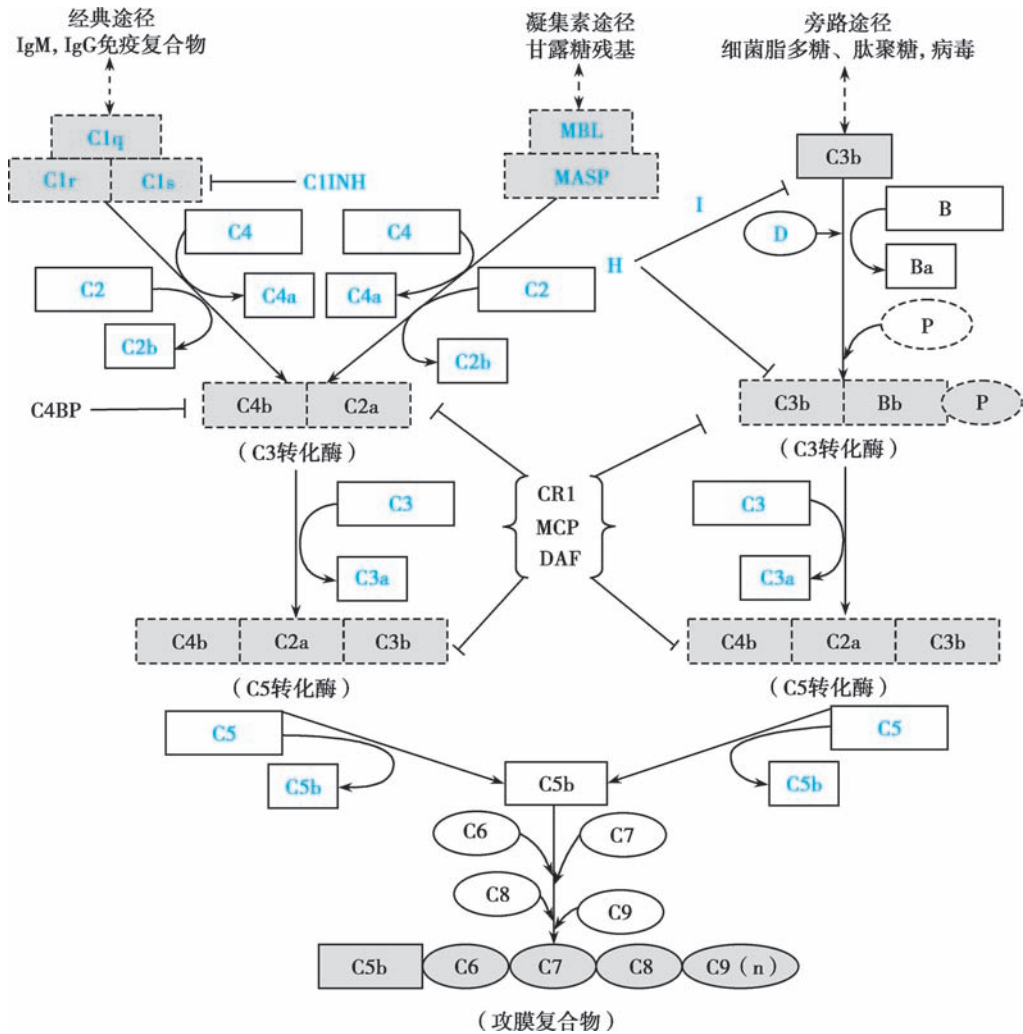 经典途径
IgM, IgG免疫复合物
凝集素途径
甘露糖残基
旁路途径
细菌脂多糖、肽聚糖, 病毒
C1q
C1r
C1s
C1INH
MBL
MASP
C3b
I
H
D
B
Ba
P
C4
C4
C2
C4a
C4a
C2
C2b
C2b
C4BP
C4b
C2a
(C3转化酶)
C3b
Bb
P
(C3转化酶)
CR1
MCP
DAF
C3
C3a
C3
C3a
C4b
C2a
C3b
(C5转化酶)
C4b
C2a
C3b
(C5转化酶)
C5
C5b
C5
C5b
C5b
C6
C7
C8
C9
C5b
C6
C7
C8
C9 (n)
(攻膜复合物)